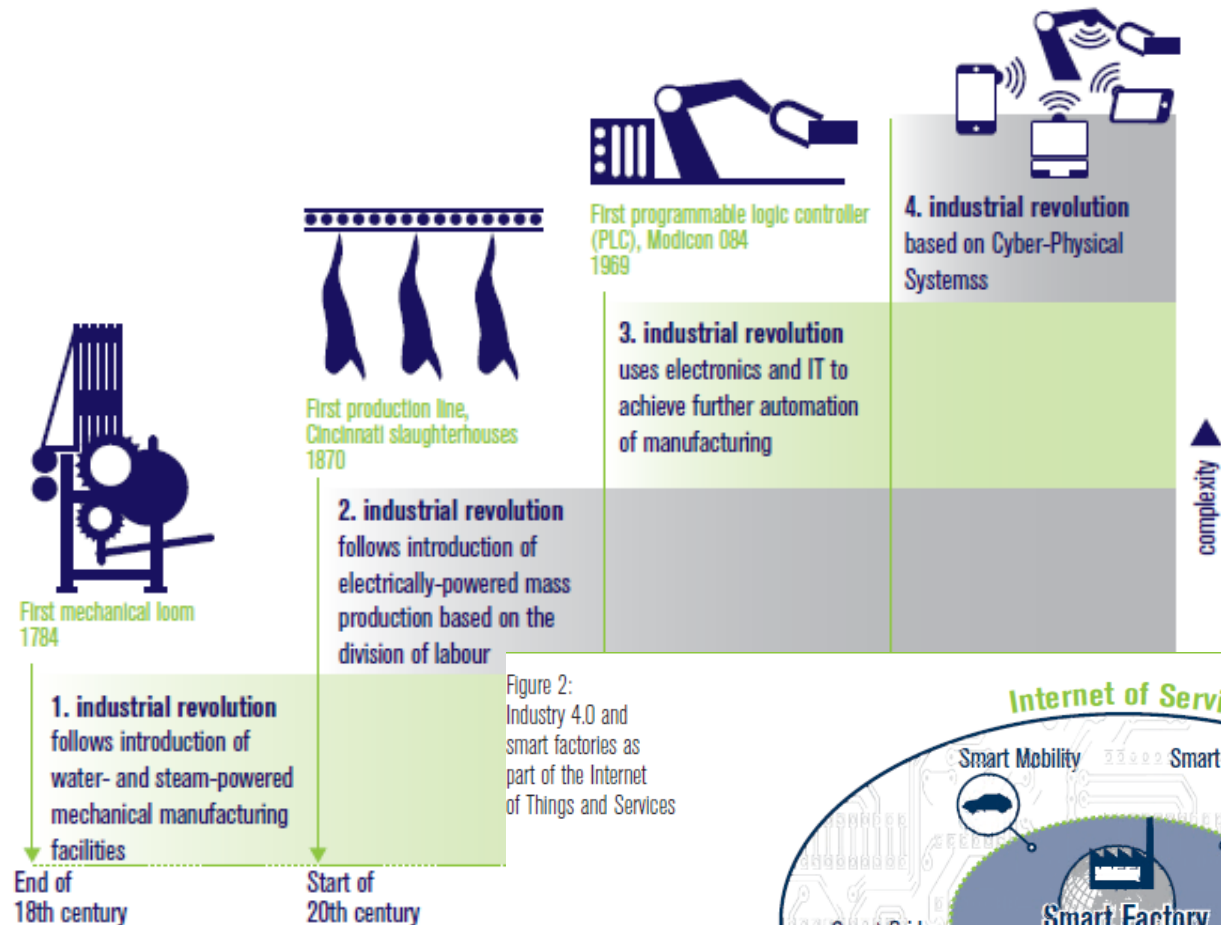 4. industrial revolution
based on Cyber-Physical
Systemss
First programmable logic controller
(PLC), Modicon 084
1969
3. industrial revolution
uses electronics and IT to
achieve further automation
of manufacturing
First production line,
Cincinnati slaughterhouses
1870
2. industrial revolution
follows introduction of
electrically-powered mass
production based on the
division of labour
First mechanical loom
1784
1. industrial revolution
follows introduction of
water- and steam-powered
mechanical manufacturing
facilities
End of
18th century
Start of
20th century
complexity
Figure 2:
Industry 4.0 and
smart factories as
part of the Internet
of Things and Services
Internet of Servi
Smart Mobility
Smart
Smart Factory